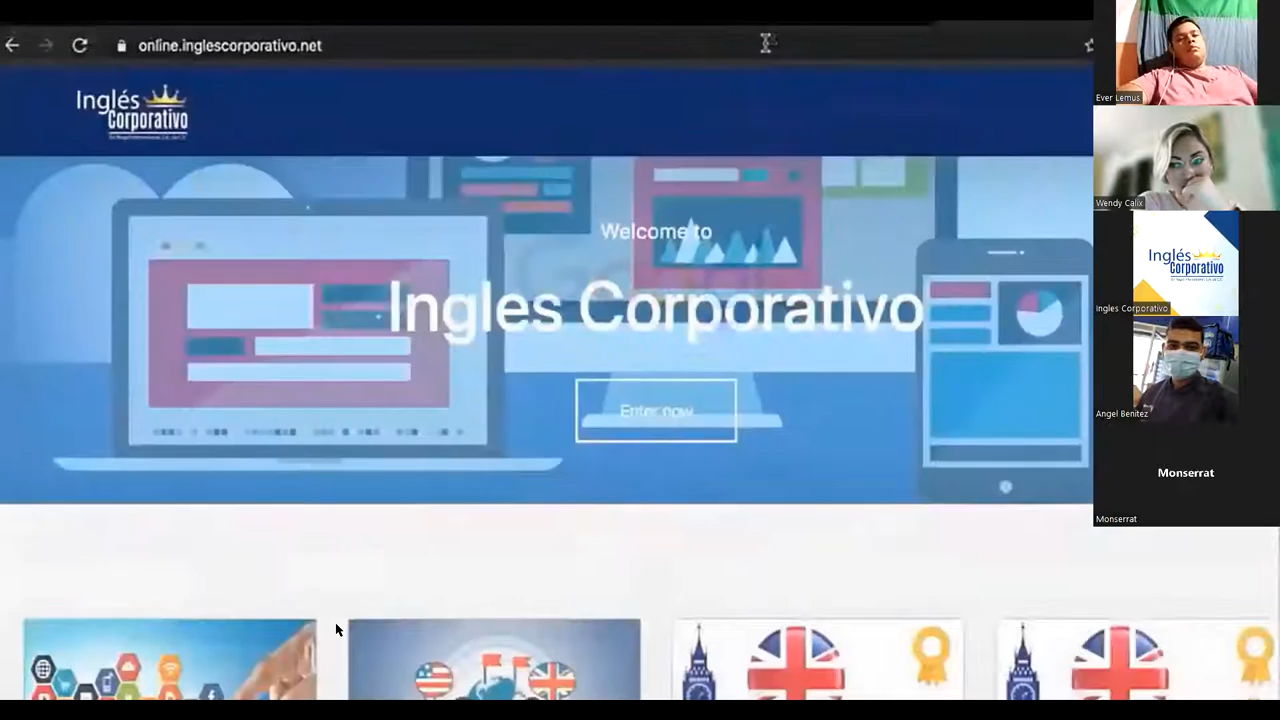 online.inglescorporativo.net
Inglés
Corporativo
Welcome to
Ingles Corporativo
Enter now
Ever Lemus
Wendy Calix
Inglés
Corporativo
Ingles Corporativo
Angel Benitez
Monserrat
Monserrat